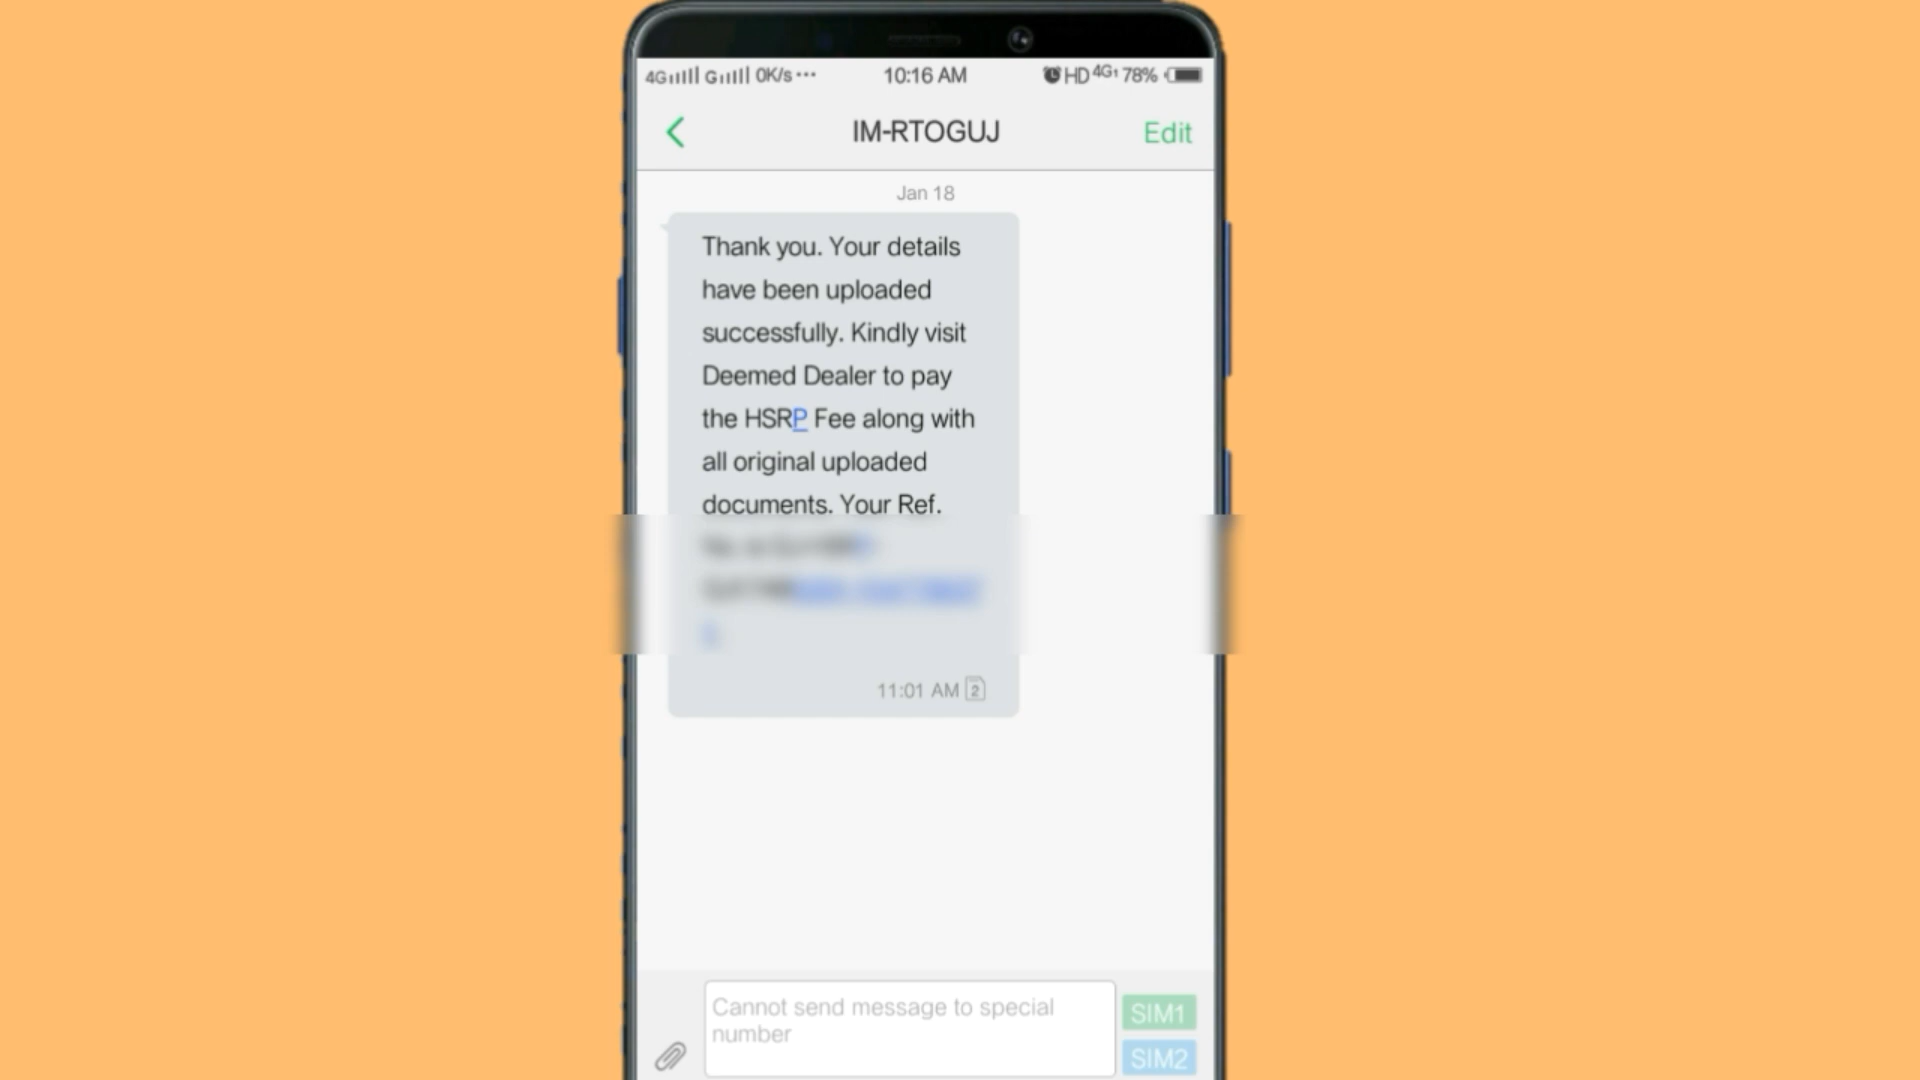 4G G 0K/s ··· 10:16 AM HD 4G1 78%
IM-RTOGUJ Edit
Jan 18
Thank you. Your details
have been uploaded
successfully. Kindly visit
Deemed Dealer to pay
the HSRP Fee along with
all original uploaded
documents. Your Ref.
11:01 AM 2
Cannot send message to special
number
SIM1
SIM2